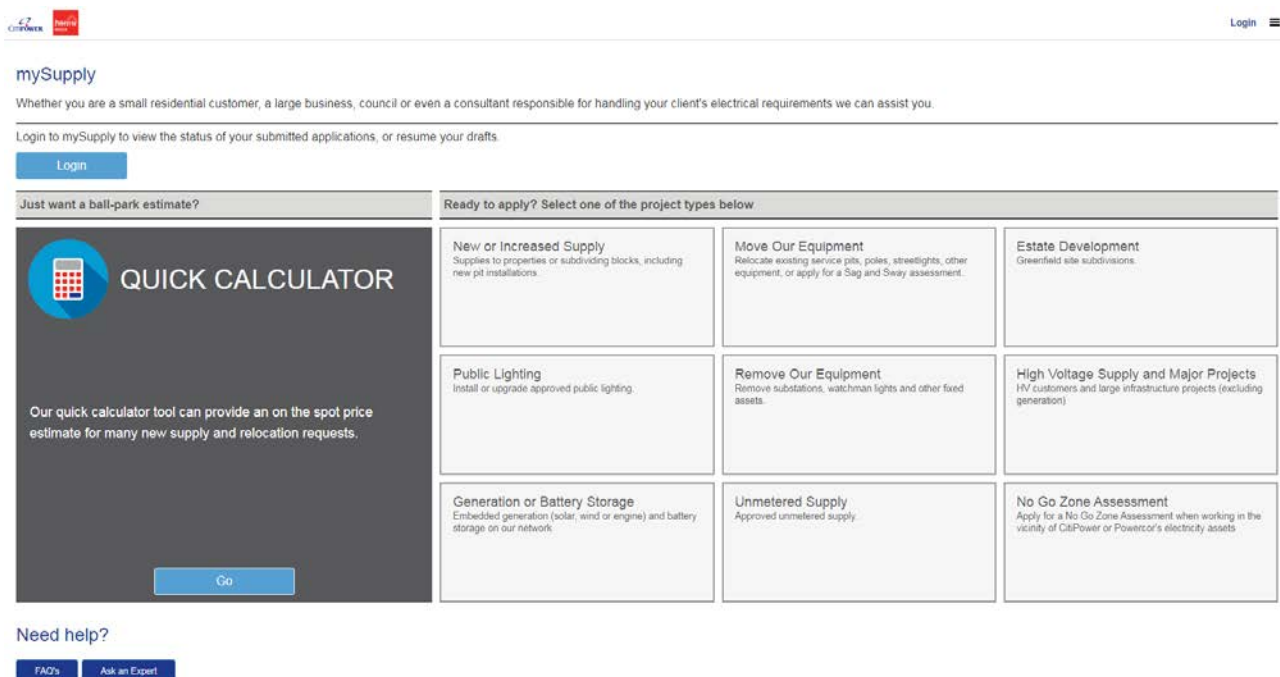 CITIPOWER
Login
mySupply
Whether you are a small residential customer, a large business, council or even a consultant responsible for handling your client's electrical requirements we can assist you.
Login to mySupply to view the status of your submitted applications, or resume your drafts.
Login
Just want a ball-park estimate?
QUICK CALCULATOR
Our quick calculator tool can provide an on the spot price
estimate for many new supply and relocation requests.
Go
Ready to apply? Select one of the project types below
New or Increased Supply
Supplies to properties or subdividing blocks, including
new pit installations.
Move Our Equipment
Relocate existing service pits, poles, streetlights, other
equipment, or apply for a Sag and Sway assessment.
Estate Development
Greenfield site subdivisions.
Public Lighting
Install or upgrade approved public lighting.
Remove Our Equipment
Remove substations, watchman lights and other fixed
assets.
High Voltage Supply and Major Projects
HV customers and large infrastructure projects (excluding
generation)
Generation or Battery Storage
Embedded generation (solar, wind or engine) and battery
storage on our network
Unmetered Supply
Approved unmetered supply.
No Go Zone Assessment
Apply for a No Go Zone Assessment when working in the
vicinity of CitiPower or Powercor's electricity assets
Need help?
FAQ's
Ask an Expert